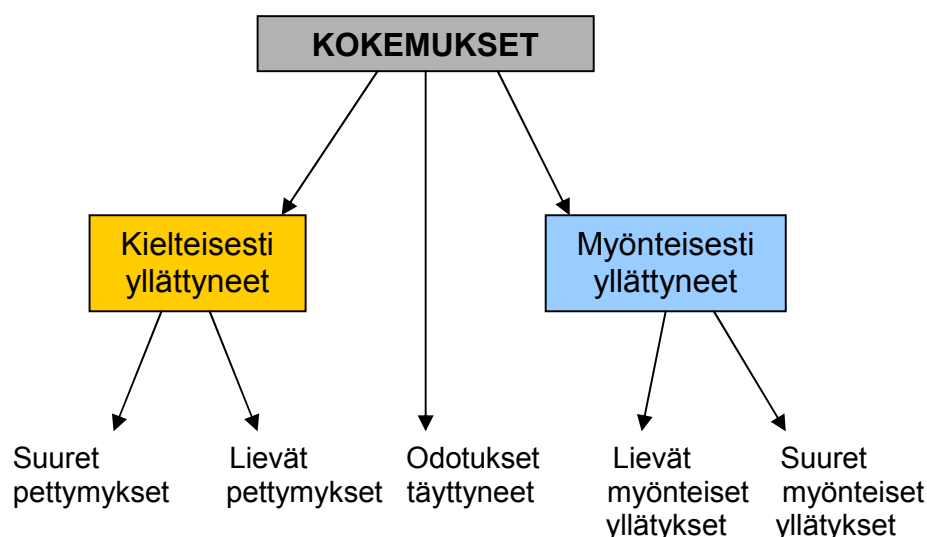 KOKEMUKSET
Kielteisesti
yllättyneet
Myönteisesti
yllättyneet
Suuret
pettymykset
Lievät
pettymykset
Odotukset
täyttyneet
Lievät
myönteiset
yllätykset
Suuret
myönteiset
yllätykset